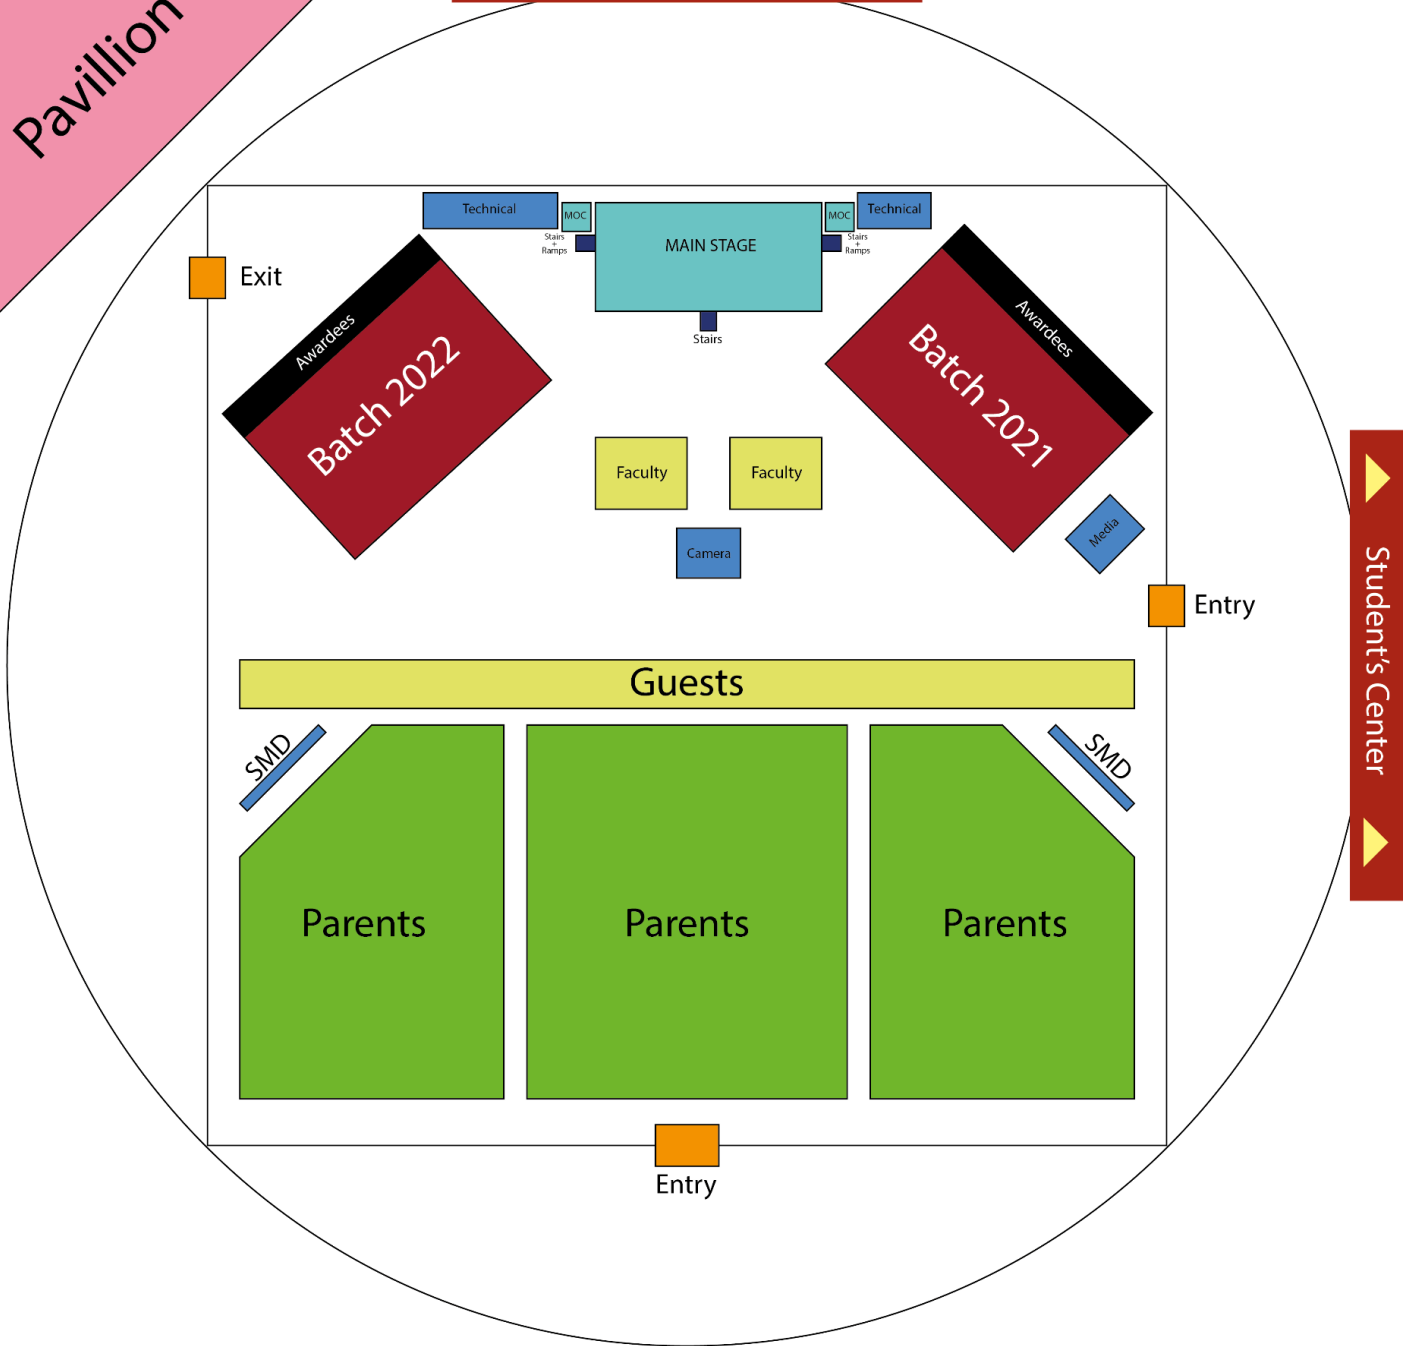 Pavillion
Technical
MOC
MAIN STAGE
MOC
Technical
Stairs
+
Ramps
Stairs
+
Ramps
Exit
Awardees
Batch 2022
Stairs
Awardees
Batch 2021
Faculty
Faculty
Camera
Media
Entry
Student's Center
Guests
SMD
SMD
Parents
Parents
Parents
Entry